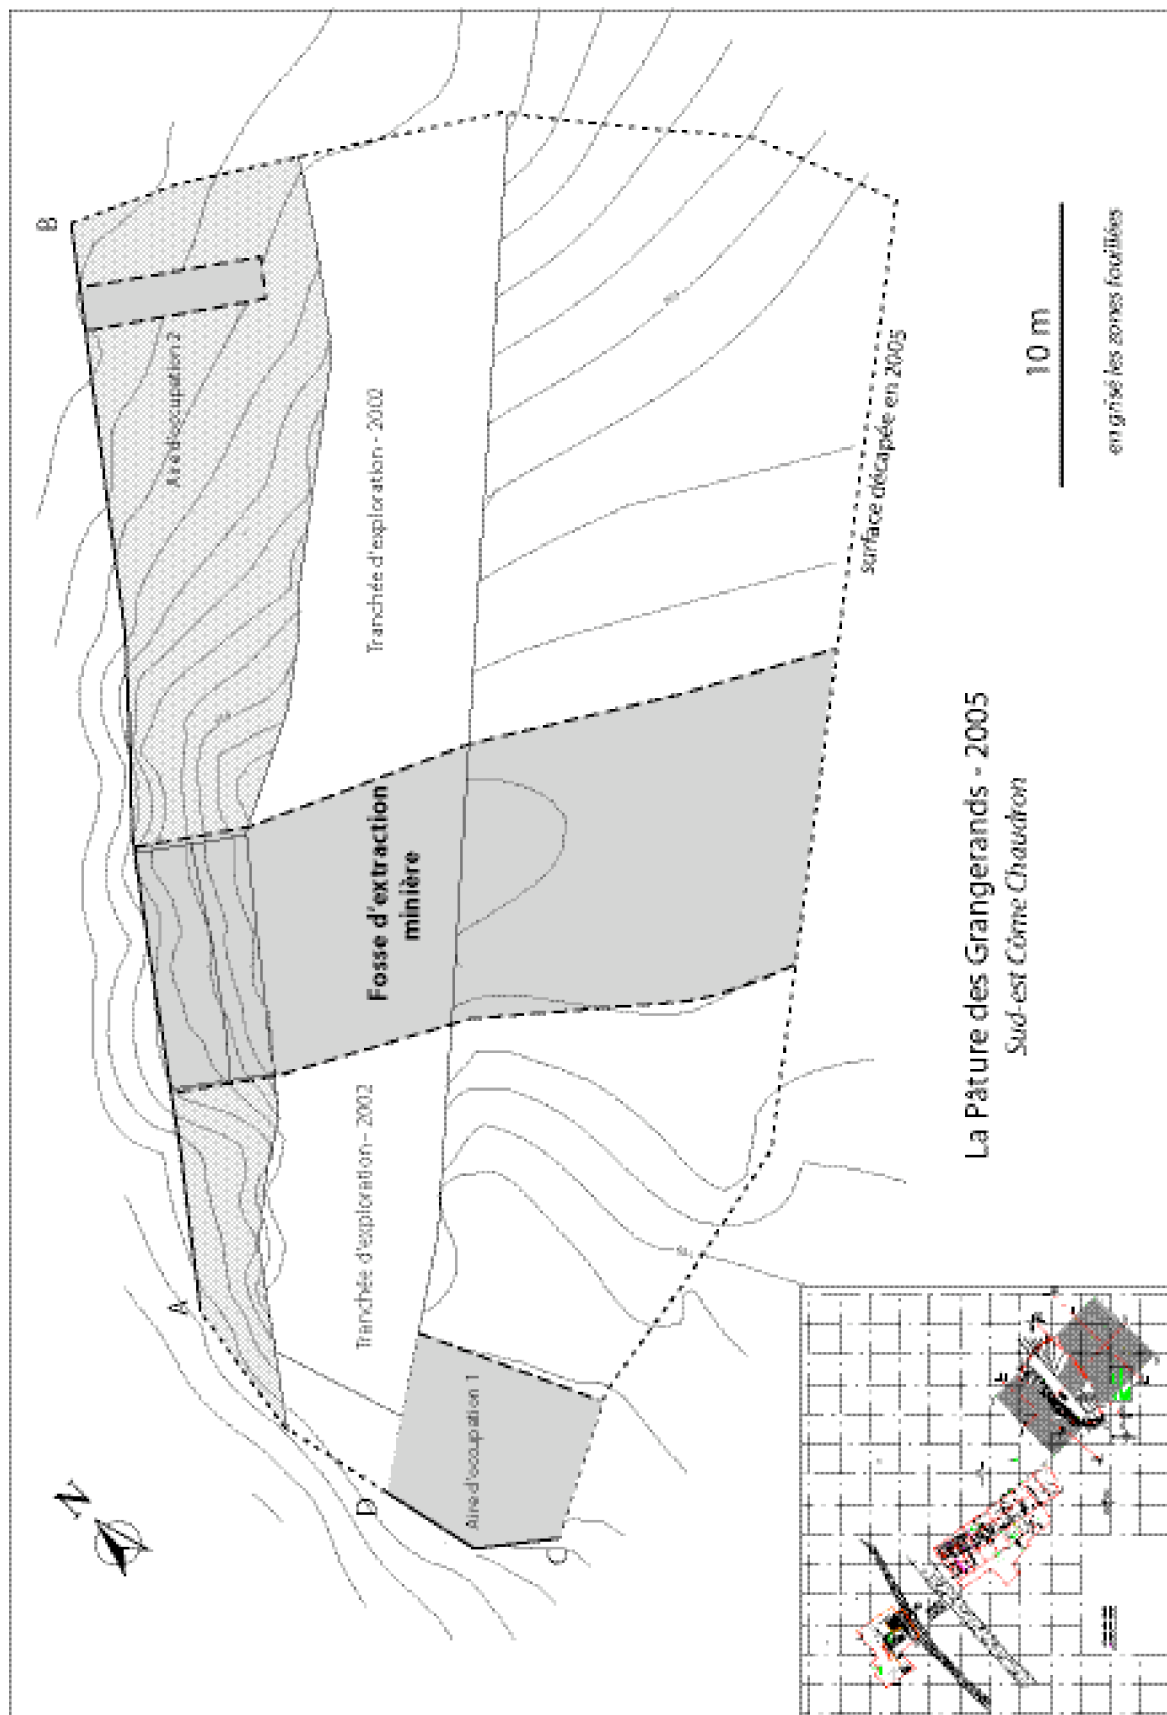 N
A
B
D
C
Aire d'occupation 2
Tranchée d'exploration - 2002
Tranchée d'exploration - 2002
Fosse d'extraction
minière
Aire d'occupation 1
surface décapée en 2005
10 m
en grisé les zones fouillées
La Pâture des Grangerands - 2005
Sud-est Côme Chaudron